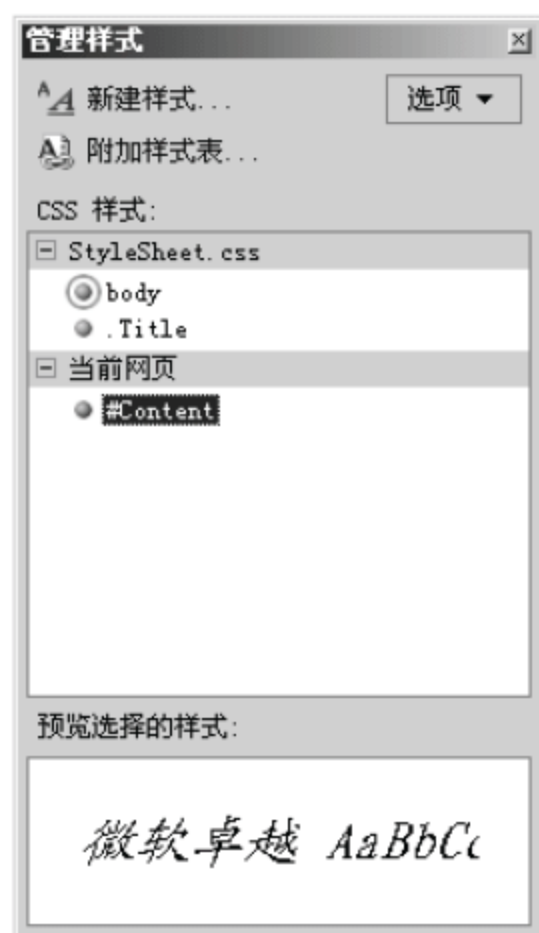 管理样式
新建样式...
选项
附加样式表...
CSS 样式:
StyleSheet.css
body
.Title
当前网页
#Content
预览选择的样式:
微软卓越 AaBbCc